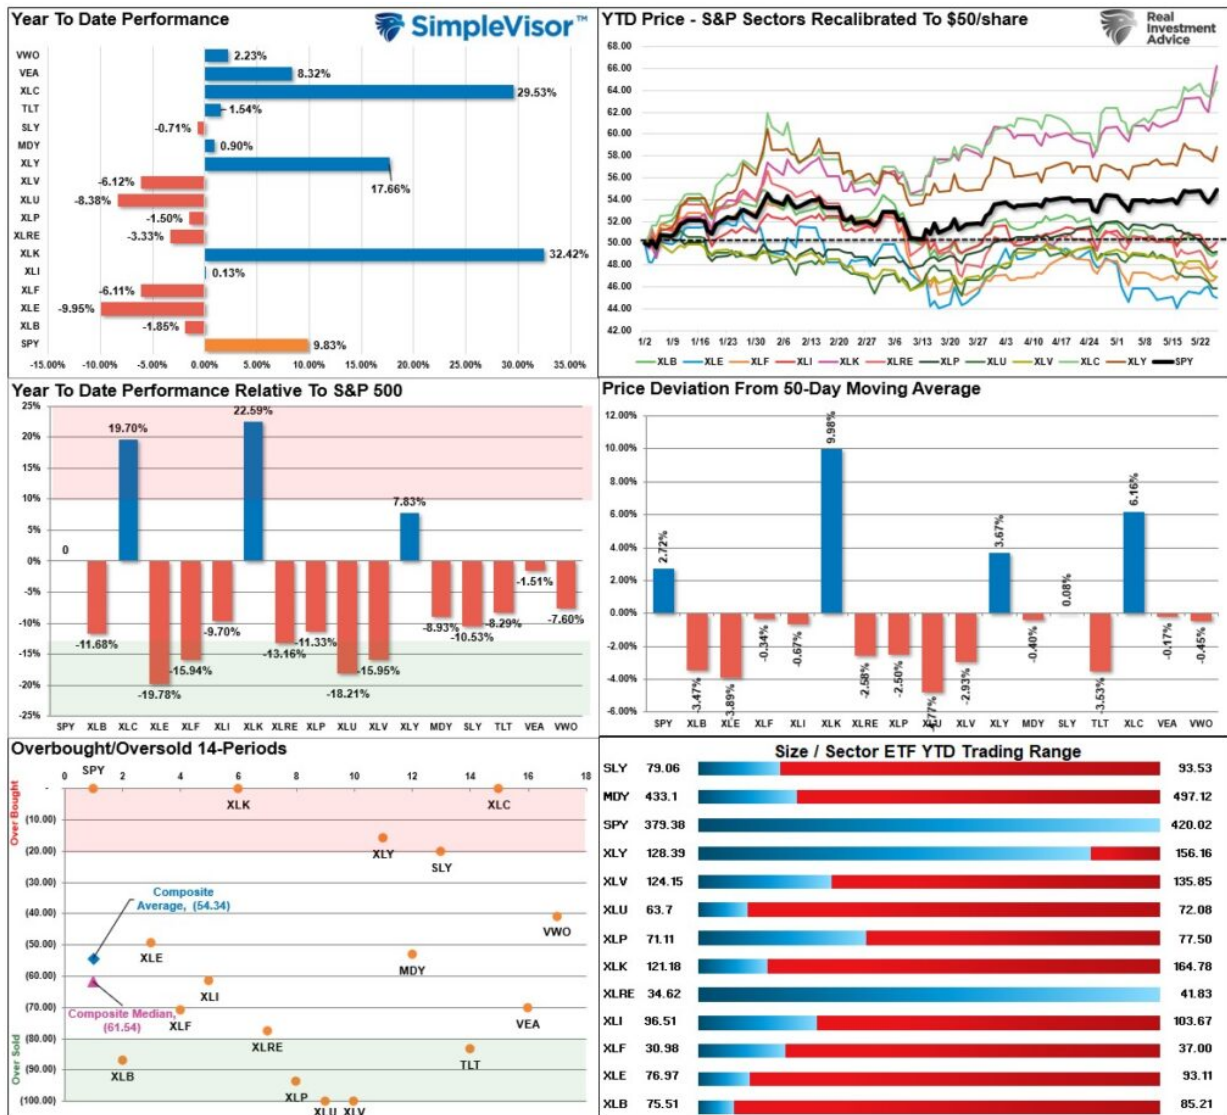 Year To Date Performance
SimpleVisor™
VWO
2.23%
VEA
8.32%
XLC
29.53%
TLT
1.54%
SLY
-0.71%
MDY
0.90%
XLY
17.66%
XLV
-6.12%
XLU
-8.38%
XLP
-1.50%
XLRE
-3.33%
XLK
32.42%
XLI
0.13%
XLF
-6.11%
XLE
-9.95%
XLB
-1.85%
SPY
9.83%
-15.00% -10.00% -5.00% 0.00% 5.00% 10.00% 15.00% 20.00% 25.00% 30.00% 35.00%
YTD Price - S&P Sectors Recalibrated To $50/share
Real
Investment
Advice
68.00
66.00
64.00
62.00
60.00
58.00
56.00
54.00
52.00
50.00
48.00
46.00
44.00
42.00
1/2 1/9 1/16 1/23 1/30 2/6 2/13 2/20 2/27 3/6 3/13 3/20 3/27 4/3 4/10 4/17 4/24 5/1 5/8 5/15 5/22
XLB XLE XLF XLI XLK XLRE XLP XLU XLV XLC XLY SPY
Year To Date Performance Relative To S&P 500
25%
20%
15%
10%
5%
0%
-5%
-10%
-15%
-20%
-25%
0
-11.68%
19.70%
-19.78%
-15.94%
-9.70%
22.59%
-13.16%
-11.33%
-18.21%
-15.95%
7.83%
-8.93%
-10.53%
-8.29%
-1.51%
-7.60%
SPY XLB XLC XLE XLF XLI XLK XLRE XLP XLU XLV XLY MDY SLY TLT VEA VWO
Price Deviation From 50-Day Moving Average
12.00%
10.00%
8.00%
6.00%
4.00%
2.00%
0.00%
-2.00%
-4.00%
-6.00%
2.72%
-3.47%
-3.89%
-0.34%
-0.67%
9.98%
-2.58%
-2.50%
-2.93%
3.67%
-0.40%
0.08%
-3.53%
6.16%
-0.17%
-0.45%
SPY XLB XLE XLF XLI XLK XLRE XLP XLU XLV XLY MDY SLY TLT XLC VEA VWO
Overbought/Oversold 14-Periods
0 2 4 6 8 10 12 14 16 18
Over Bought
Over Sold
-
(10.00)
(20.00)
(30.00)
(40.00)
(50.00)
(60.00)
(70.00)
(80.00)
(90.00)
(100.00)
SPY
XLK
XLC
XLY
SLY
Composite
Average, (54.34)
VWO
XLE
MDY
XLI
Composite Median,
(61.54)
XLF
VEA
XLRE
XLB
TLT
XLP
XLU XLV
Size / Sector ETF YTD Trading Range
SLY 79.06 93.53
MDY 433.1 497.12
SPY 379.38 420.02
XLY 128.39 156.16
XLV 124.15 135.85
XLU 63.7 72.08
XLP 71.11 77.50
XLK 121.18 164.78
XLRE 34.62 41.83
XLI 96.51 103.67
XLF 30.98 37.00
XLE 76.97 93.11
XLB 75.51 85.21